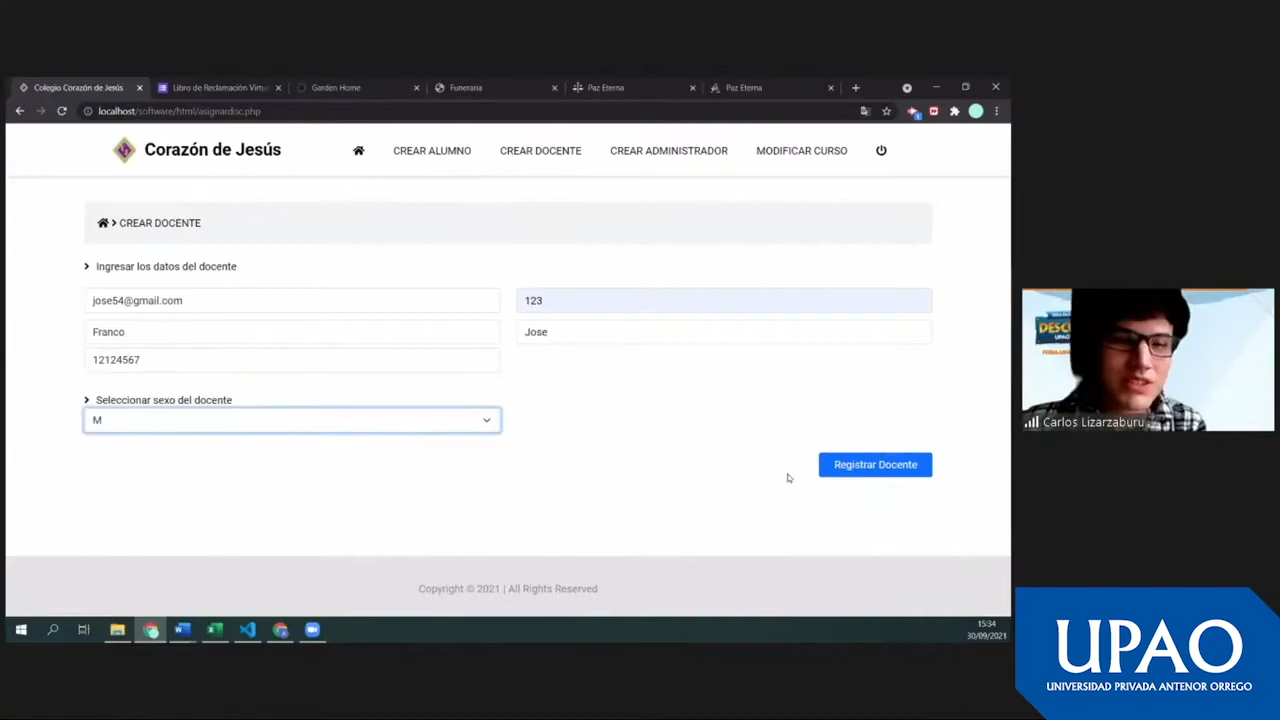 Colegio Corazón de Jesús
Libro de Reclamación Virtu
Garden Home
Funeraria
Paz Eterna
Paz Eterna
localhost/software/html/asignardoc.php
Corazón de Jesús
CREAR ALUMNO
CREAR DOCENTE
CREAR ADMINISTRADOR
MODIFICAR CURSO
CREAR DOCENTE
Ingresar los datos del docente
jose54@gmail.com
123
Franco
Jose
12124567
Seleccionar sexo del docente
M
Registrar Docente
Copyright © 2021 | All Rights Reserved
15:34
30/09/2021
Carlos Lizarzaburu
UPAO
UNIVERSIDAD PRIVADA ANTENOR ORREGO